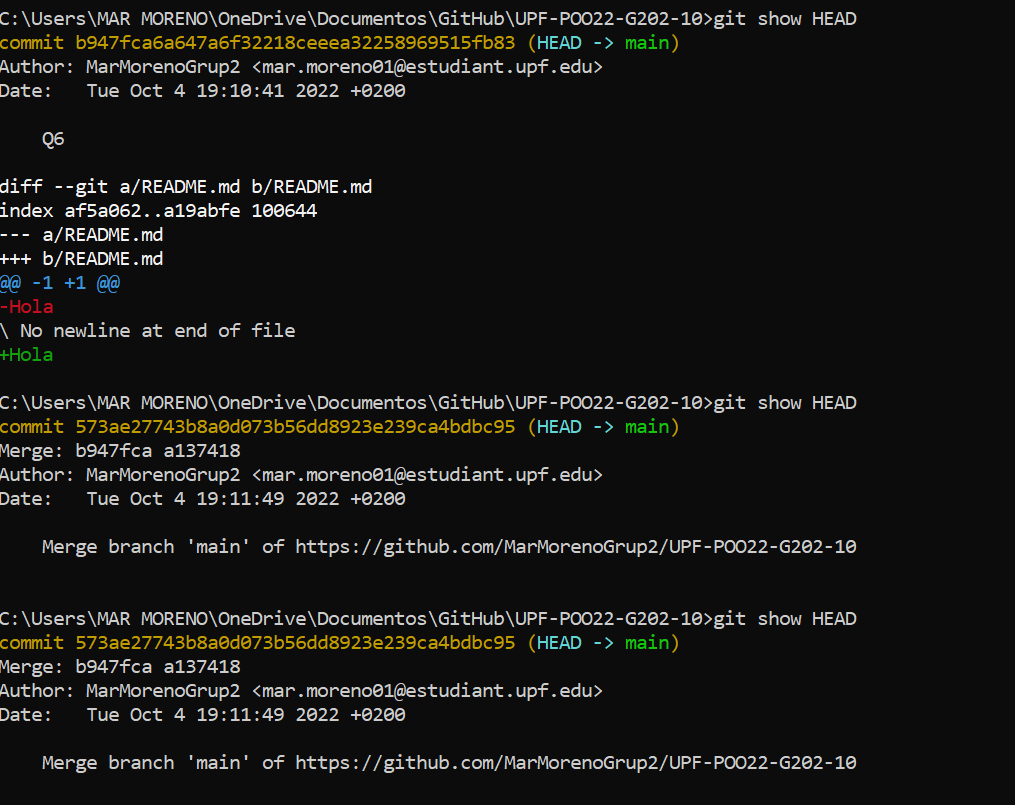 C:\Users\MAR MORENO\OneDrive\Documentos\GitHub\UPF-POO22-G202-10>git show HEAD
commit b947fca6a647a6f32218ceeea32258969515fb83 (HEAD -> main)
Author: MarMorenoGrup2 <mar.moreno01@estudiant.upf.edu>
Date:   Tue Oct 4 19:10:41 2022 +0200

    Q6

diff --git a/README.md b/README.md
index af5a062..a19abfe 100644
--- a/README.md
+++ b/README.md
@@ -1 +1 @@
-Hola
\ No newline at end of file
+Hola

C:\Users\MAR MORENO\OneDrive\Documentos\GitHub\UPF-POO22-G202-10>git show HEAD
commit 573ae27743b8a0d073b56dd8923e239ca4bdbc95 (HEAD -> main)
Merge: b947fca a137418
Author: MarMorenoGrup2 <mar.moreno01@estudiant.upf.edu>
Date:   Tue Oct 4 19:11:49 2022 +0200

    Merge branch 'main' of https://github.com/MarMorenoGrup2/UPF-POO22-G202-10


C:\Users\MAR MORENO\OneDrive\Documentos\GitHub\UPF-POO22-G202-10>git show HEAD
commit 573ae27743b8a0d073b56dd8923e239ca4bdbc95 (HEAD -> main)
Merge: b947fca a137418
Author: MarMorenoGrup2 <mar.moreno01@estudiant.upf.edu>
Date:   Tue Oct 4 19:11:49 2022 +0200

    Merge branch 'main' of https://github.com/MarMorenoGrup2/UPF-POO22-G202-10